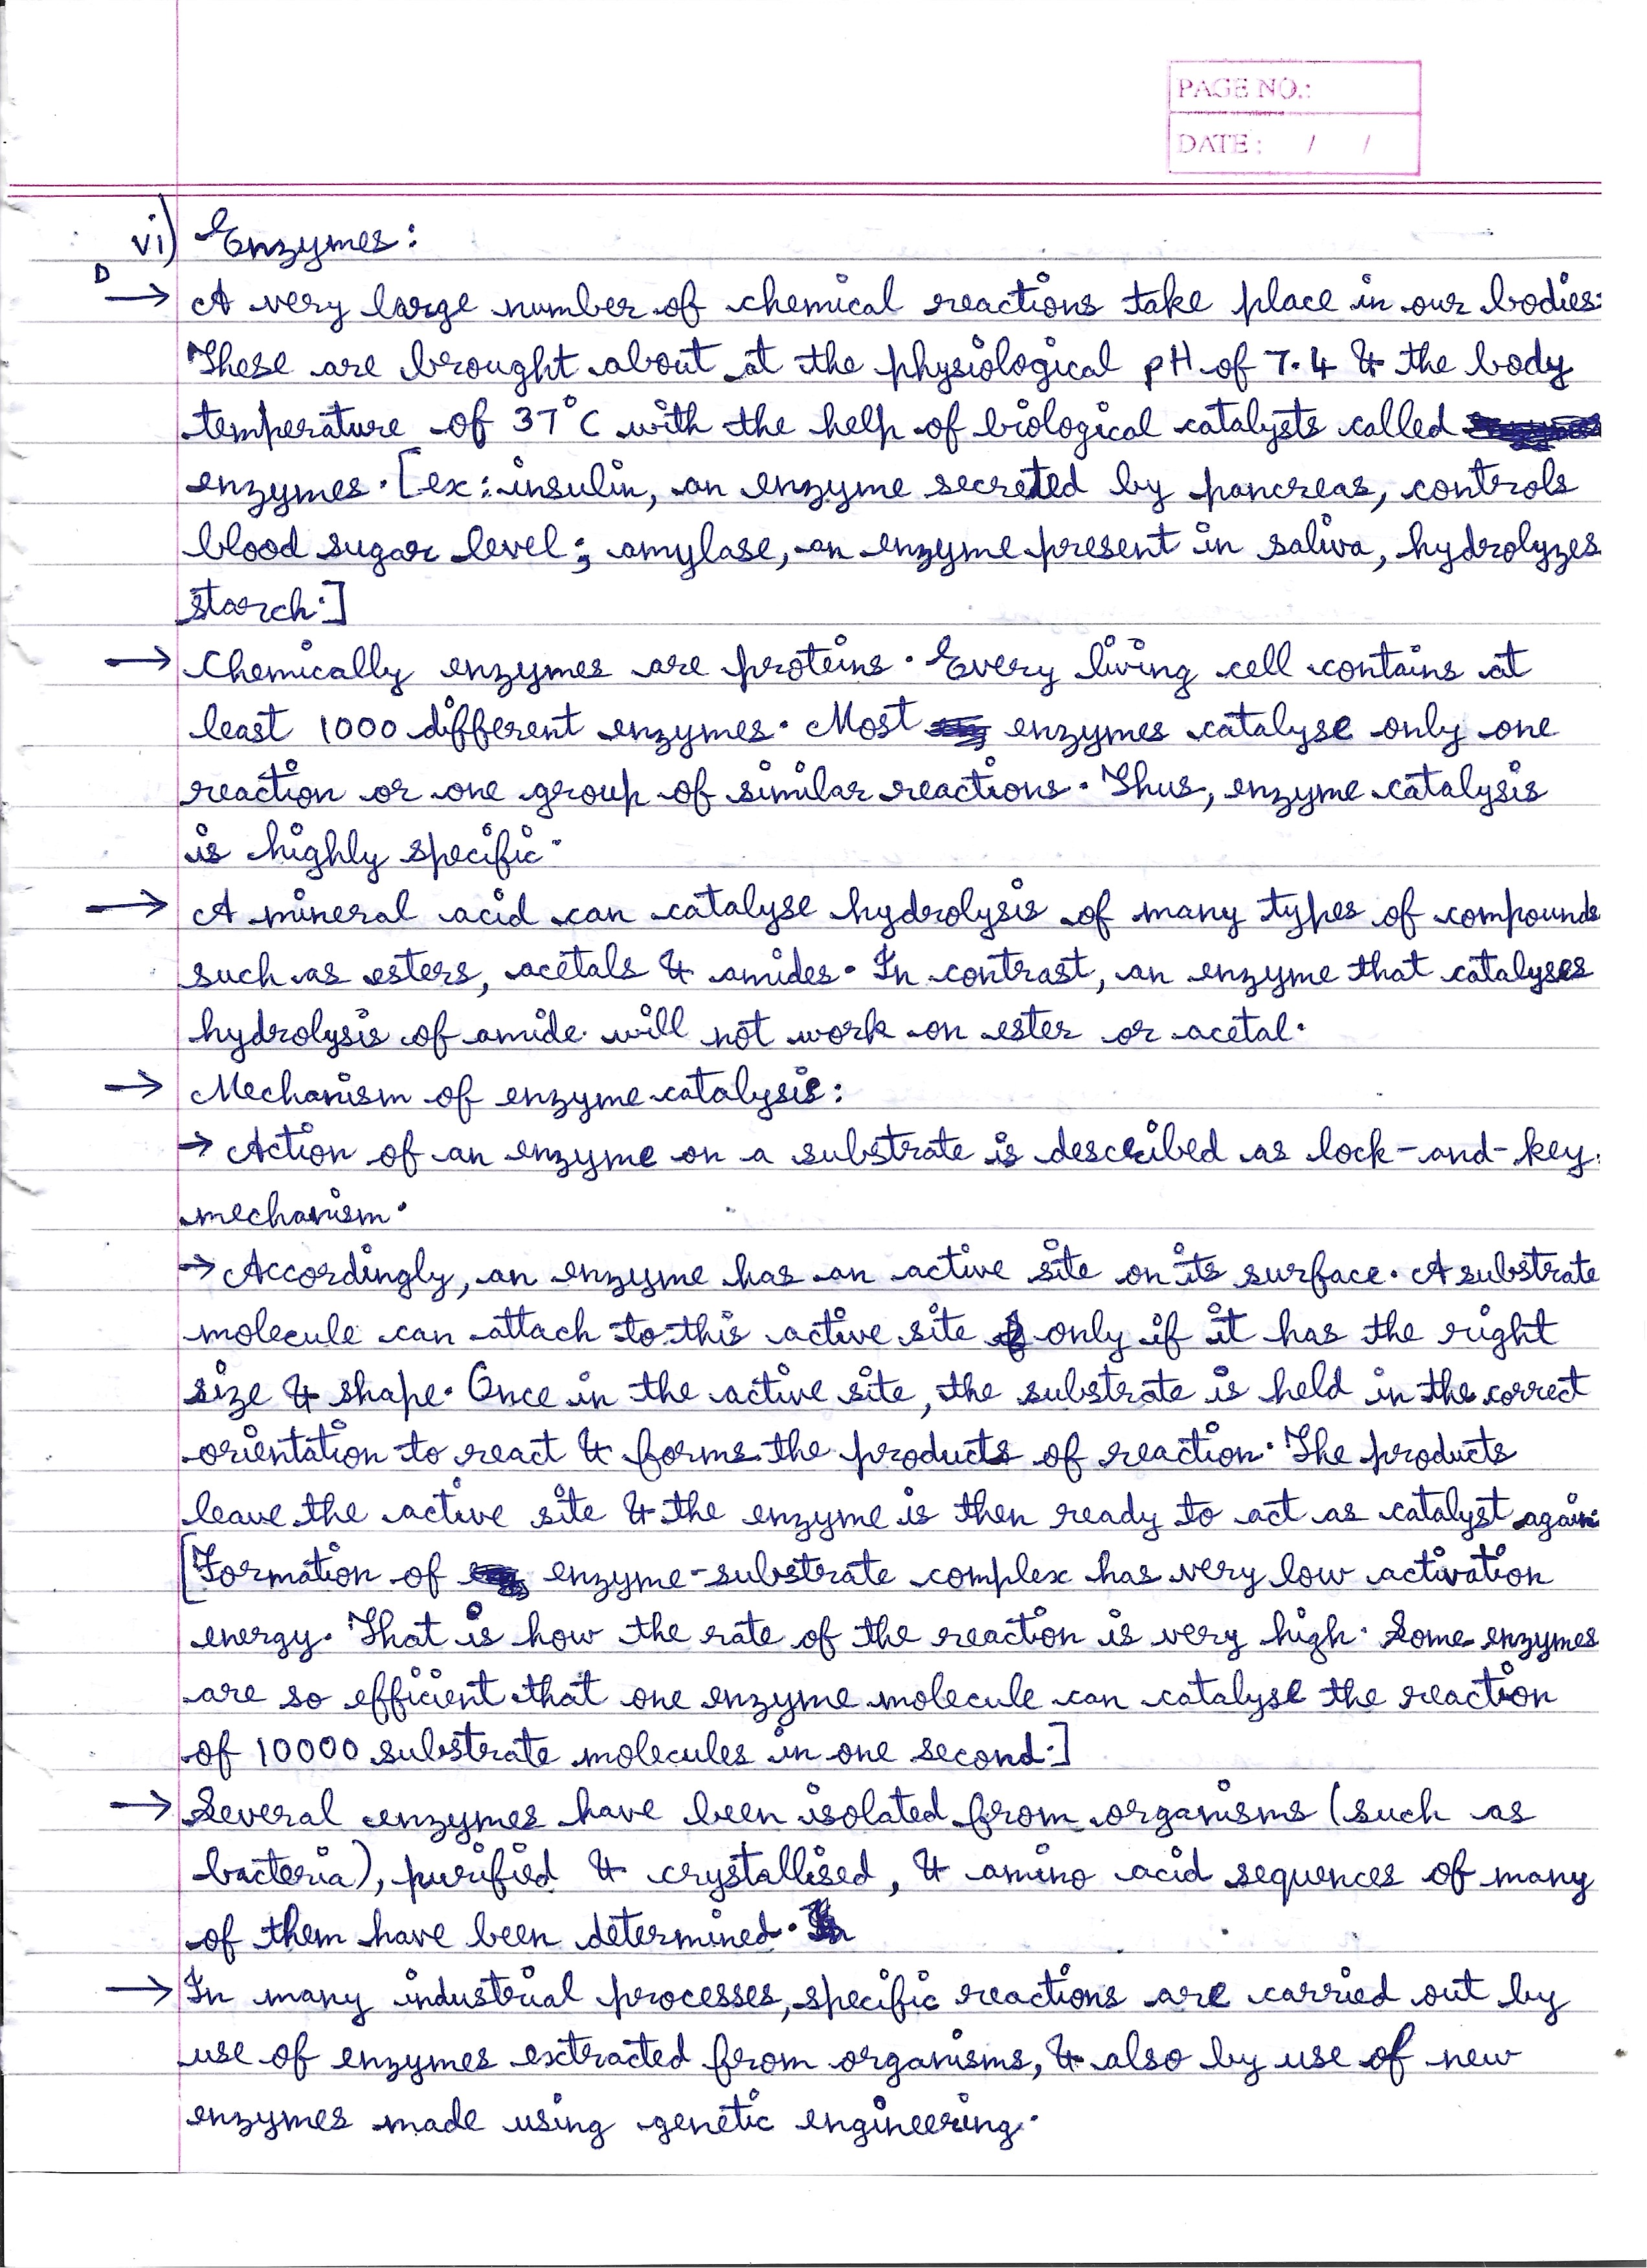 PAGE NO.:
DATE: / /
vi) Enzymes:
D
→ A very large number of chemical reactions take place in our bodies.
These are brought about at the physiological pH of 7.4 & the body
temperature of 37°C with the help of biological catalysts called
enzymes. [ex: insulin, an enzyme secreted by pancreas, controls
blood sugar level; amylase, an enzyme present in saliva, hydrolyzes
starch.]
→ Chemically enzymes are proteins. Every living cell contains at
least 1000 different enzymes. Most enzymes catalyse only one
reaction or one group of similar reactions. Thus, enzyme catalysis
is highly specific.
→ A mineral acid can catalyse hydrolysis of many types of compounds
such as esters, acetals & amides. In contrast, an enzyme that catalyses
hydrolysis of amide will not work on ester or acetal.
→ Mechanism of enzyme catalysis:
→ Action of an enzyme on a substrate is described as lock-and-key
mechanism.
→ Accordingly, an enzyme has an active site on its surface. A substrate
molecule can attach to this active site only if it has the right
size & shape. Once in the active site, the substrate is held in the correct
orientation to react & forms the products of reaction. The products
leave the active site & the enzyme is then ready to act as catalyst again.
[Formation of enzyme-substrate complex has very low activation
energy. That is how the rate of the reaction is very high. Some enzymes
are so efficient that one enzyme molecule can catalyse the reaction
of 10000 substrate molecules in one second.]
→ Several enzymes have been isolated from organisms (such as
bacteria), purified & crystallised, & amino acid sequences of many
of them have been determined.
→ In many industrial processes, specific reactions are carried out by
use of enzymes extracted from organisms, & also by use of new
enzymes made using genetic engineering.